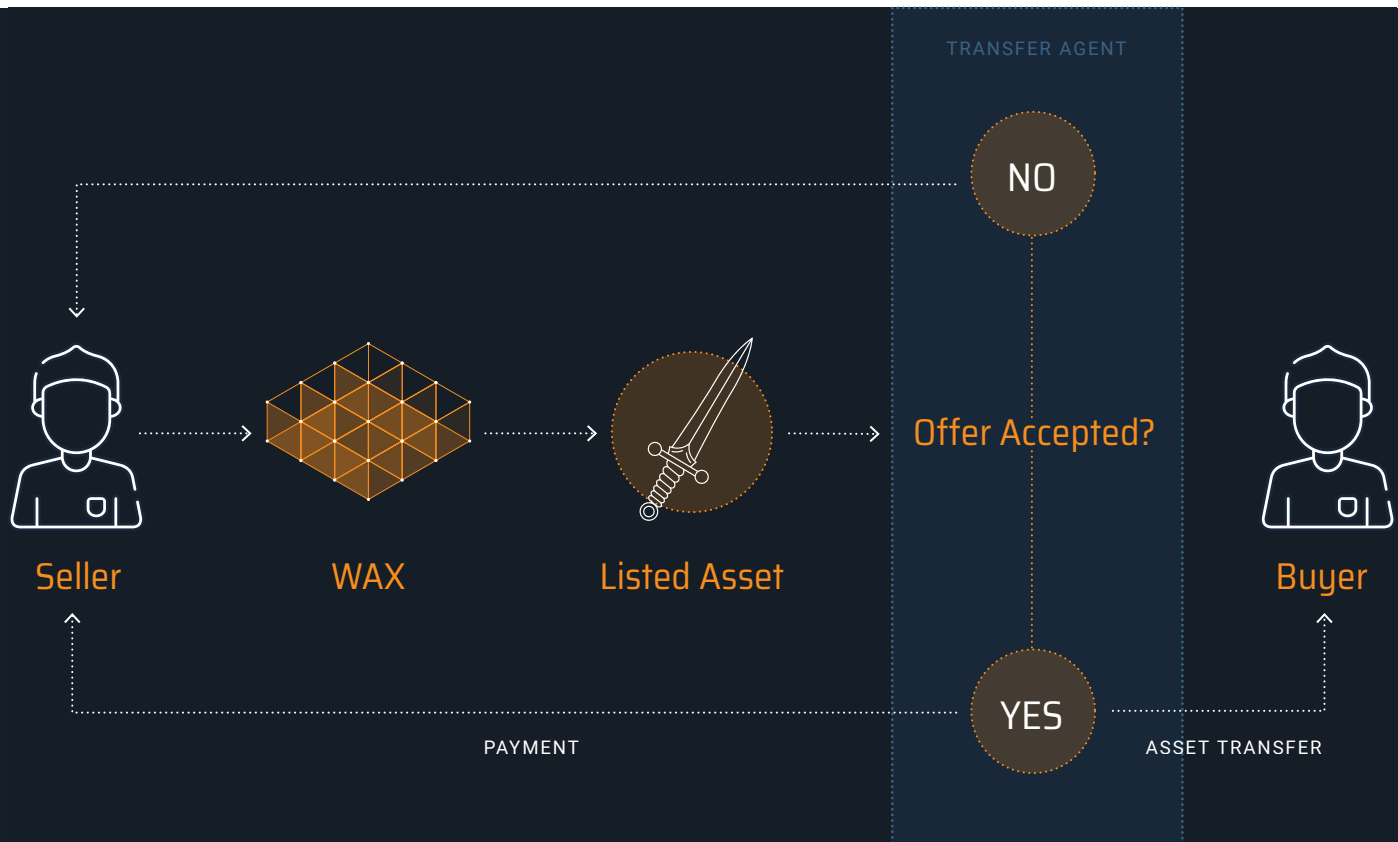 TRANSFER AGENT
NO
Offer Accepted?
Seller
WAX
Listed Asset
Buyer
YES
PAYMENT
ASSET TRANSFER